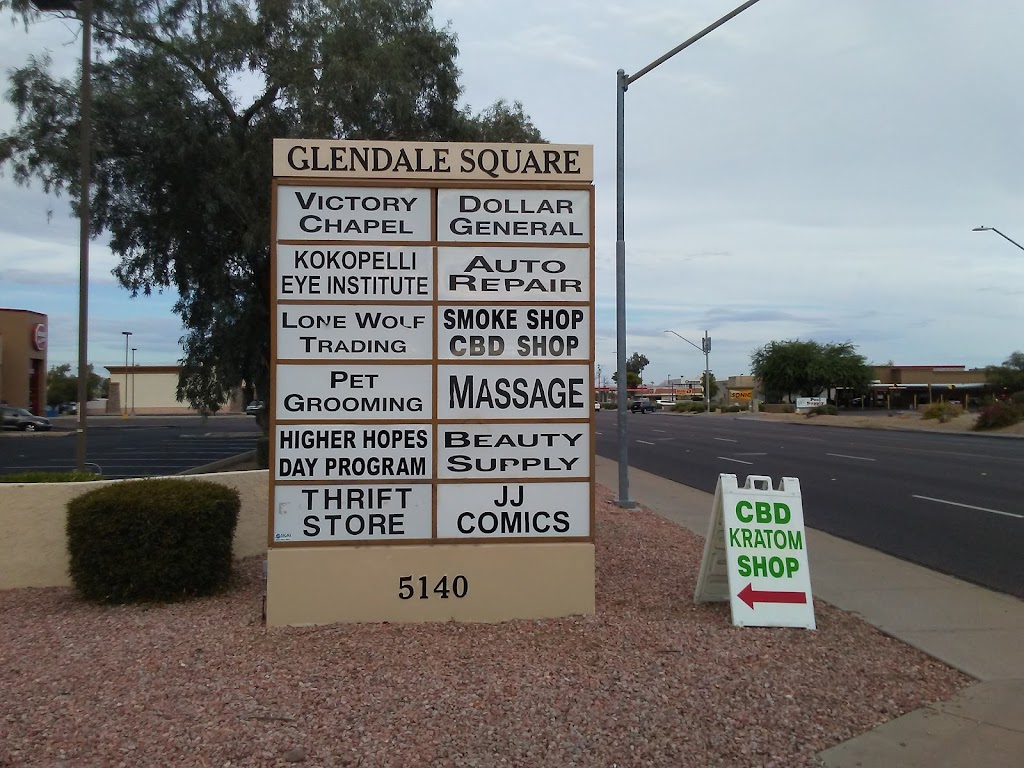 GLENDALE SQUARE
VICTORY
CHAPEL
DOLLAR
GENERAL
KOKOPELLI
EYE INSTITUTE
AUTO
REPAIR
LONE WOLF
TRADING
SMOKE SHOP
CBD SHOP
PET
GROOMING
MASSAGE
HIGHER HOPES
DAY PROGRAM
BEAUTY
SUPPLY
THRIFT
STORE
JJ
COMICS
5140
CBD
KRATOM
SHOP
SONIC